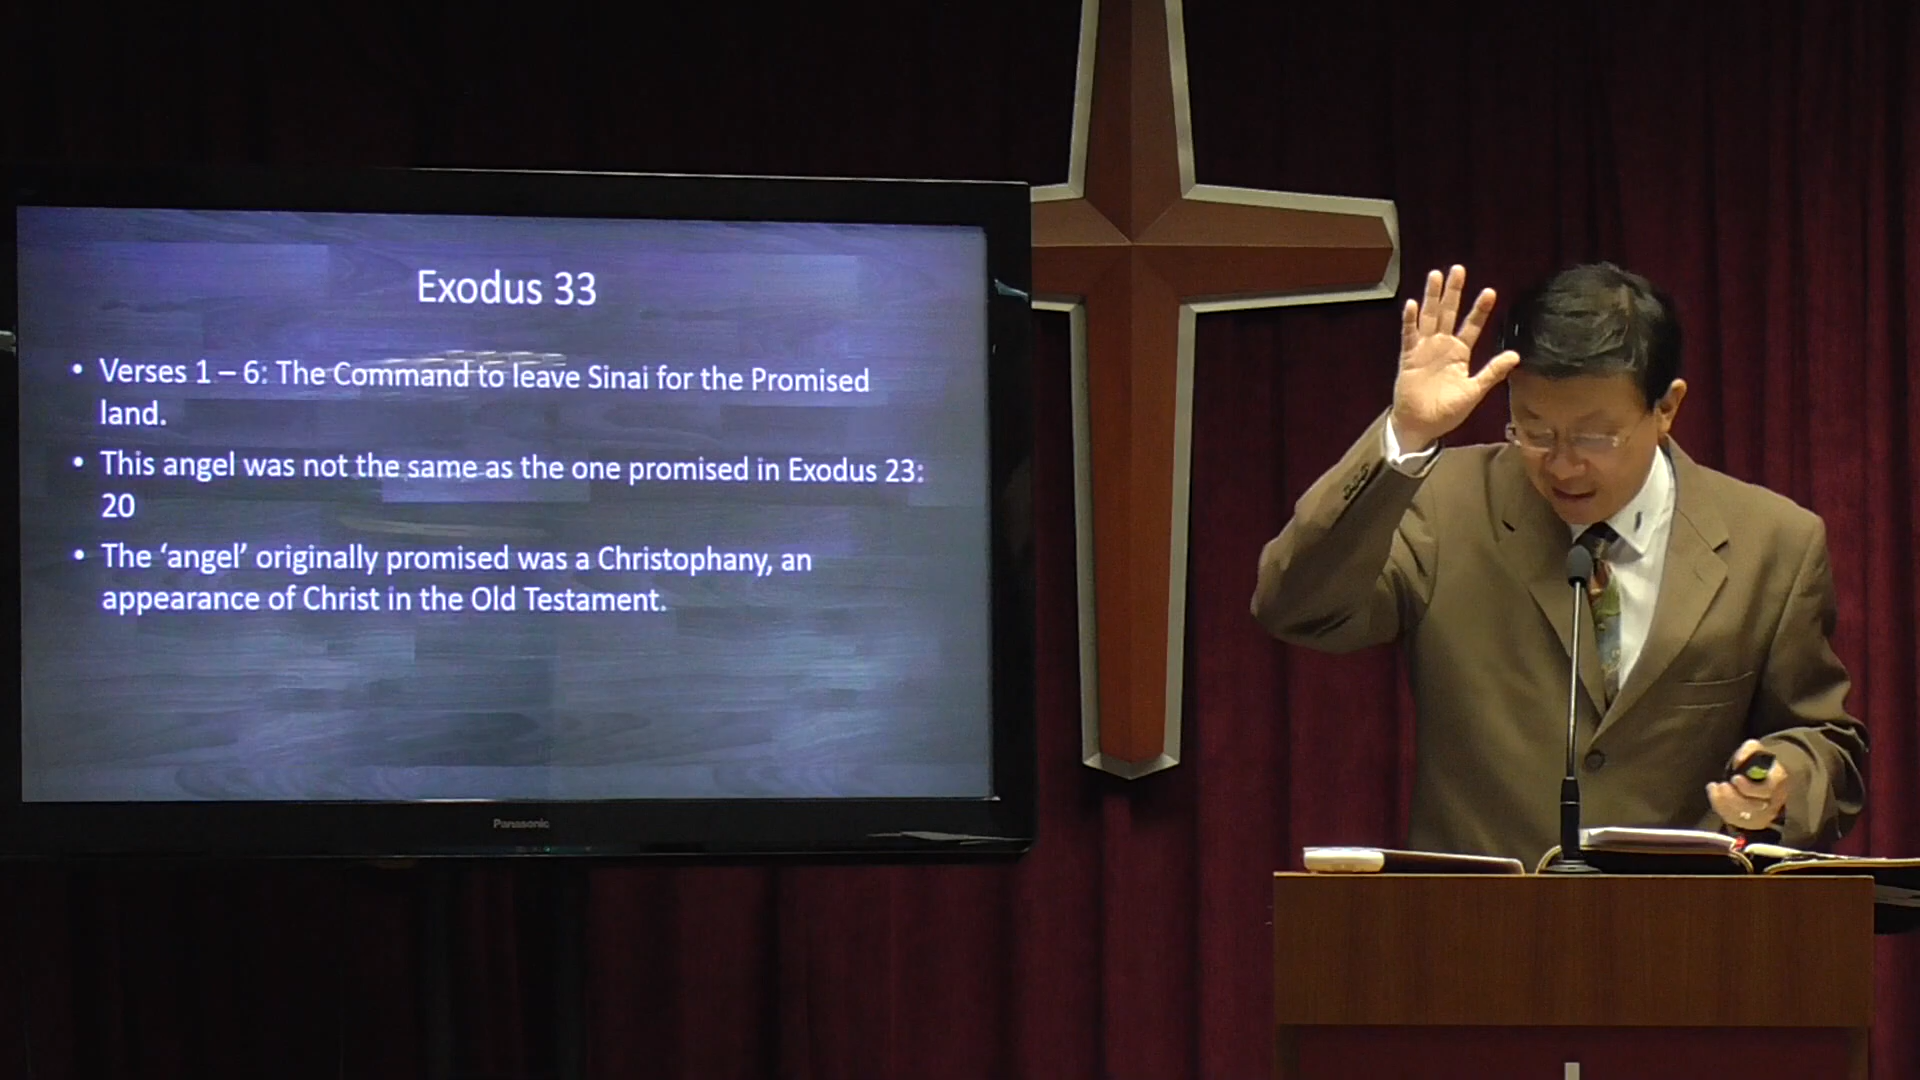 Exodus 33
• Verses 1 – 6: The Command to leave Sinai for the Promised
land.
• This angel was not the same as the one promised in Exodus 23:
20
• The ‘angel’ originally promised was a Christophany, an
appearance of Christ in the Old Testament.
Panasonic